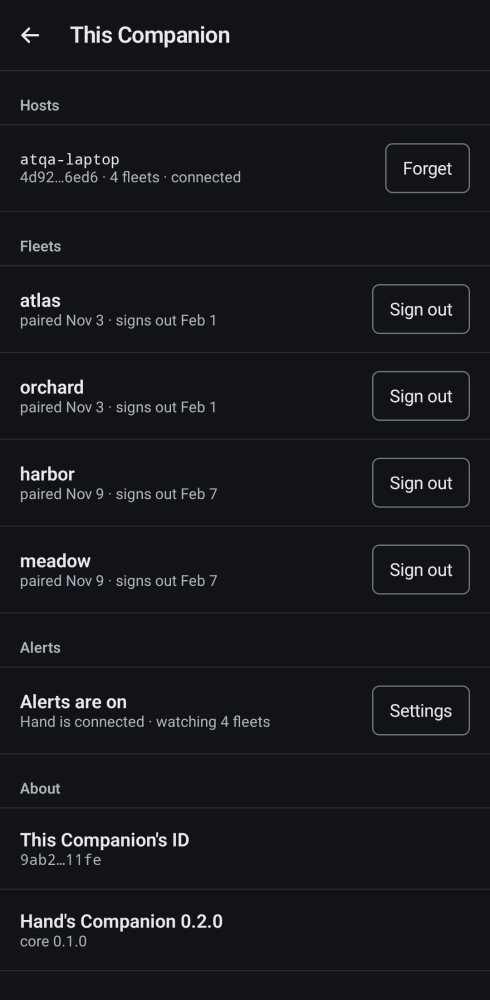 This Companion
Hosts
atqa-laptop
4d92…6ed6 · 4 fleets · connected
Forget
Fleets
atlas
paired Nov 3 · signs out Feb 1
Sign out
orchard
paired Nov 3 · signs out Feb 1
Sign out
harbor
paired Nov 9 · signs out Feb 7
Sign out
meadow
paired Nov 9 · signs out Feb 7
Sign out
Alerts
Alerts are on
Hand is connected · watching 4 fleets
Settings
About
This Companion's ID
9ab2…11fe
Hand's Companion 0.2.0
core 0.1.0